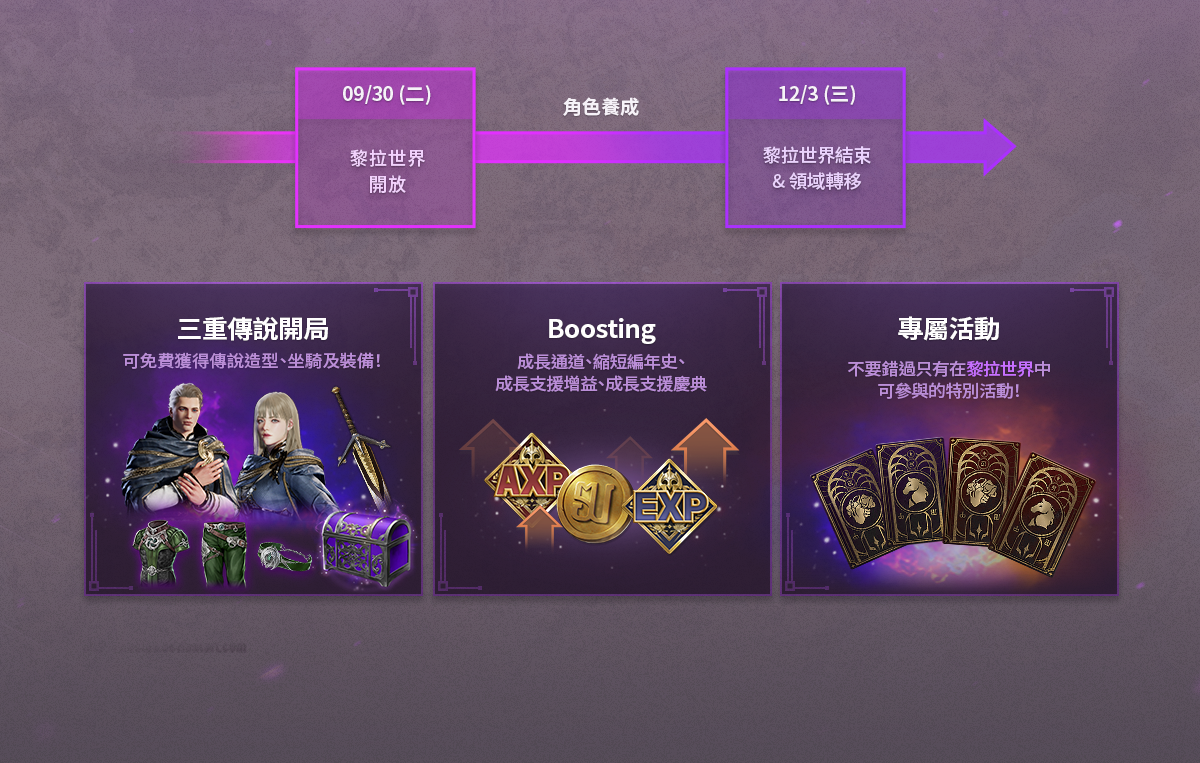 09/30 (二)
黎拉世界
開放
角色養成
12/3 (三)
黎拉世界結束
& 領域轉移
三重傳說開局
可免費獲得傳說造型、坐騎及裝備!
Boosting
成長通道、縮短編年史、
成長支援增益、成長支援慶典
AXP
EXP
專屬活動
不要錯過只有在黎拉世界中
可參與的特別活動!